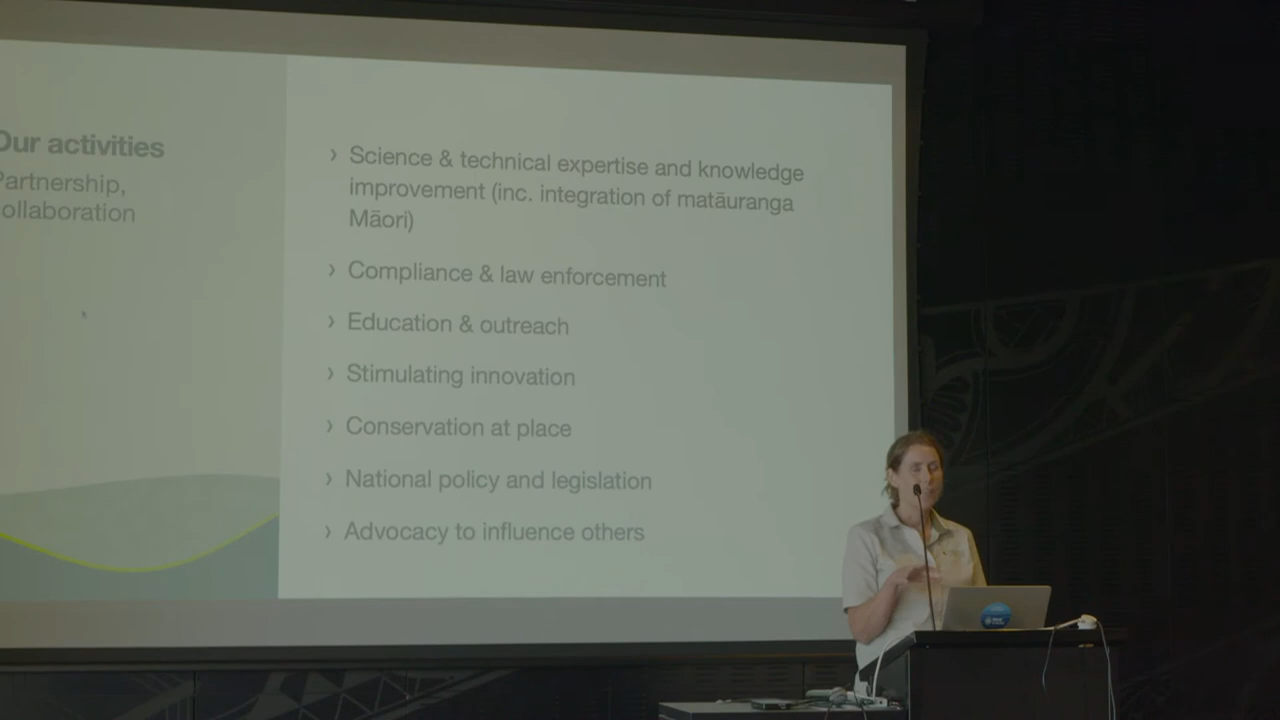 Our activities
Partnership,
ollaboration
› Science & technical expertise and knowledge
improvement (inc. integration of matāuranga
Māori)
› Compliance & law enforcement
› Education & outreach
› Stimulating innovation
› Conservation at place
› National policy and legislation
› Advocacy to influence others